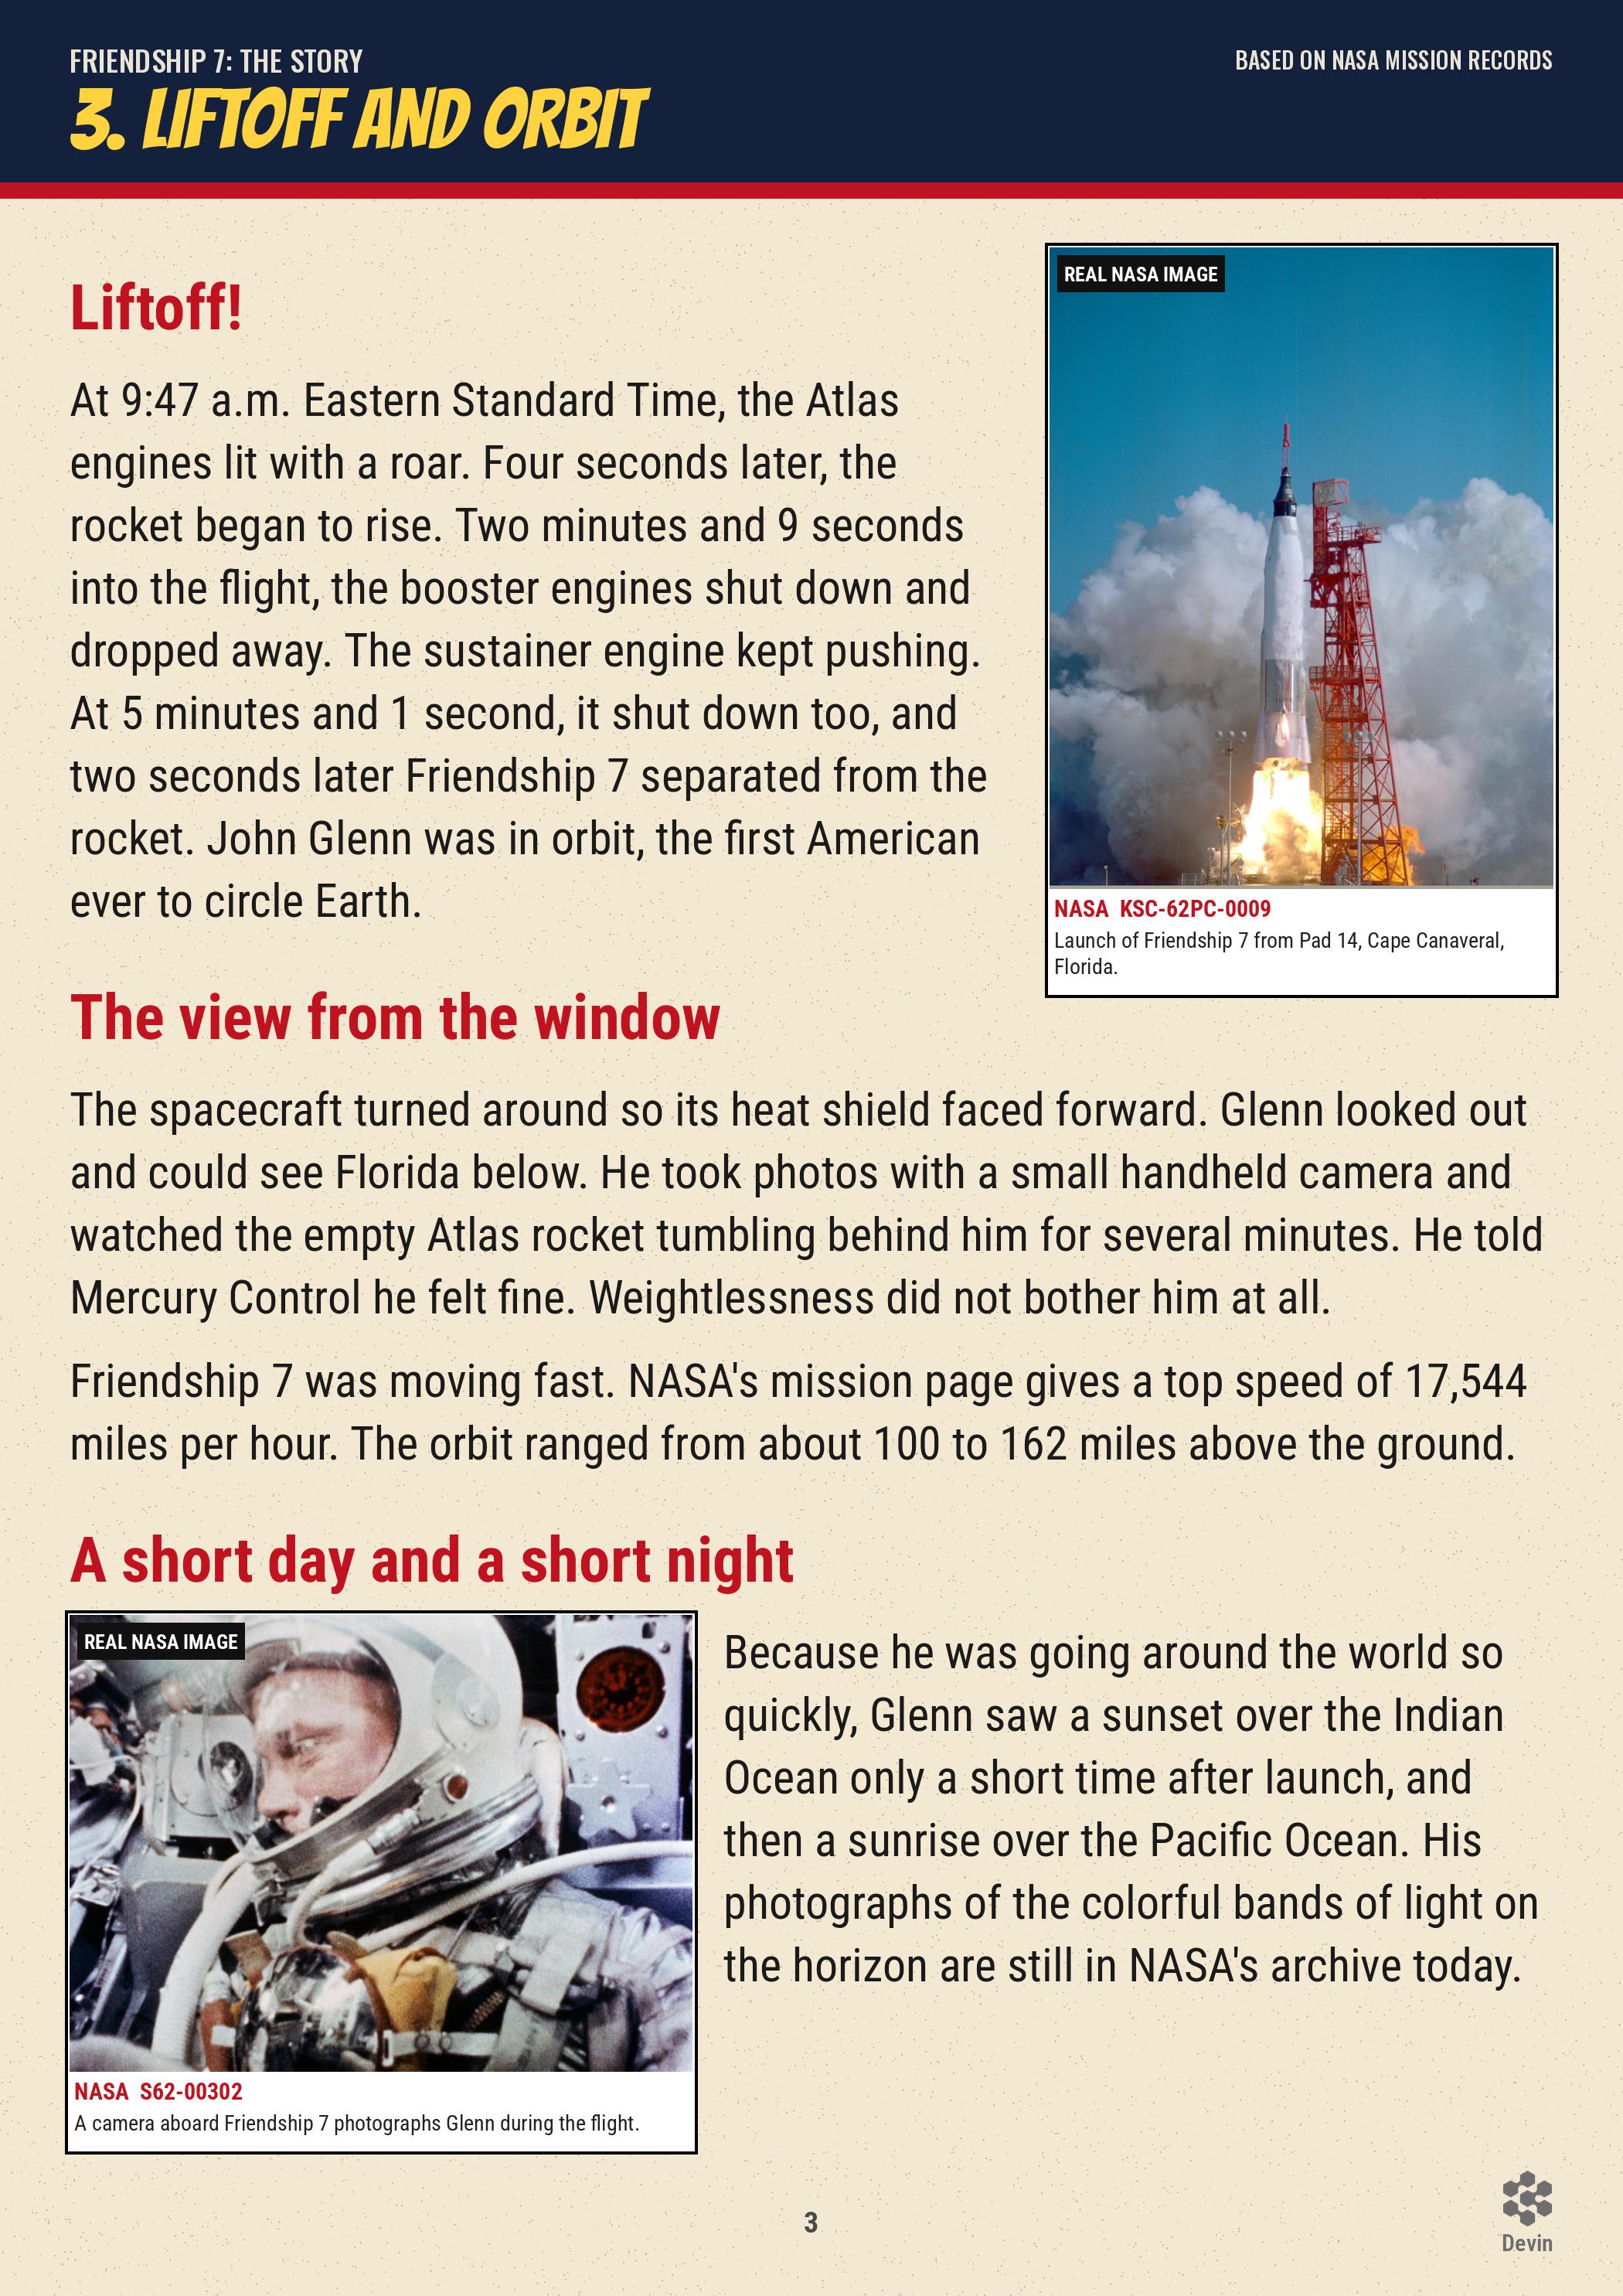 FRIENDSHIP 7: THE STORY
BASED ON NASA MISSION RECORDS
3. LIFTOFF AND ORBIT
Liftoff!
At 9:47 a.m. Eastern Standard Time, the Atlas
engines lit with a roar. Four seconds later, the
rocket began to rise. Two minutes and 9 seconds
into the flight, the booster engines shut down and
dropped away. The sustainer engine kept pushing.
At 5 minutes and 1 second, it shut down too, and
two seconds later Friendship 7 separated from the
rocket. John Glenn was in orbit, the first American
ever to circle Earth.
REAL NASA IMAGE
NASA KSC-62PC-0009
Launch of Friendship 7 from Pad 14, Cape Canaveral,
Florida.
The view from the window
The spacecraft turned around so its heat shield faced forward. Glenn looked out
and could see Florida below. He took photos with a small handheld camera and
watched the empty Atlas rocket tumbling behind him for several minutes. He told
Mercury Control he felt fine. Weightlessness did not bother him at all.
Friendship 7 was moving fast. NASA's mission page gives a top speed of 17,544
miles per hour. The orbit ranged from about 100 to 162 miles above the ground.
A short day and a short night
REAL NASA IMAGE
NASA S62-00302
A camera aboard Friendship 7 photographs Glenn during the flight.
Because he was going around the world so
quickly, Glenn saw a sunset over the Indian
Ocean only a short time after launch, and
then a sunrise over the Pacific Ocean. His
photographs of the colorful bands of light on
the horizon are still in NASA's archive today.
3
Devin